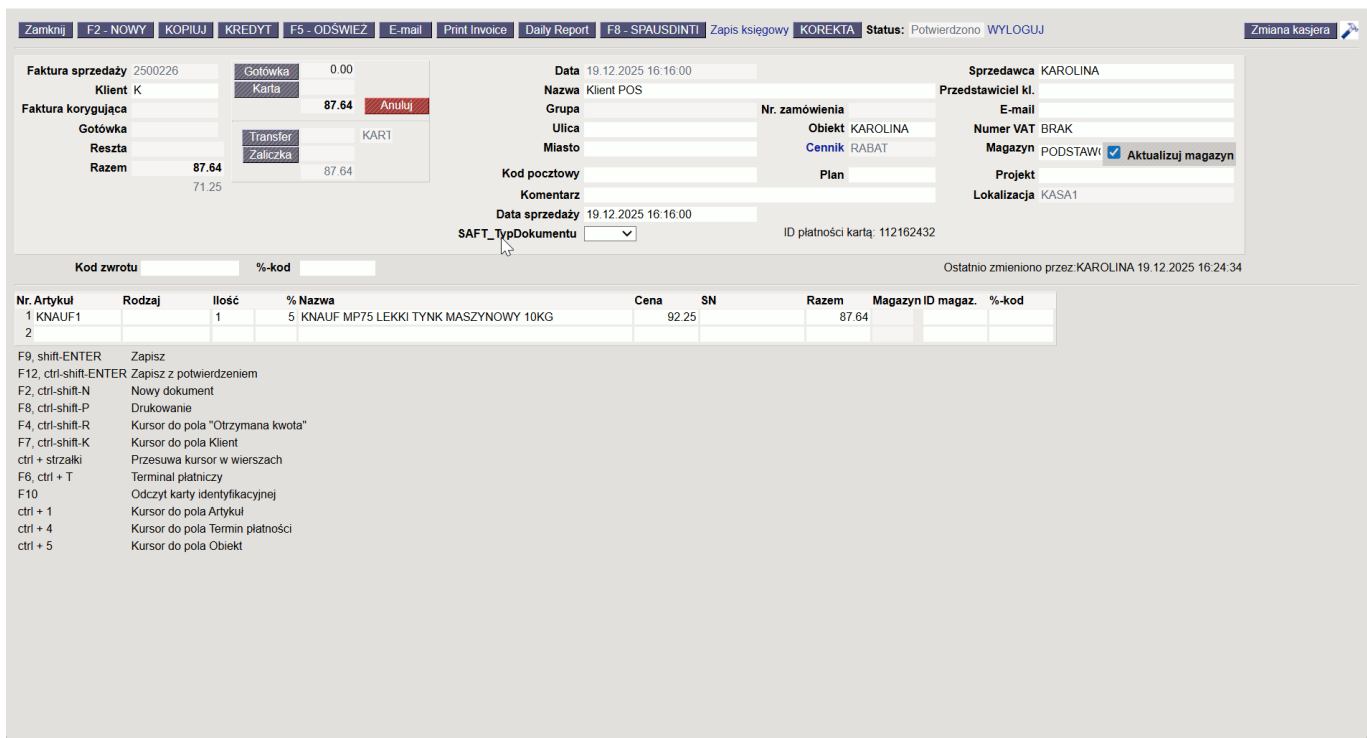 Zamknij F2 - NOWY KOPIUJ KREDYT F5 - ODŚWIEŻ E-mail Print Invoice Daily Report F8 - SPAUSDINTI Zapis księgowy KOREKTA Status: Potwierdzono WYLOGUJ Zmiana kasjera
Faktura sprzedaży 2500226 Gotówka 0.00 Data 19.12.2025 16:16:00 Sprzedawca KAROLINA
Klient K Karta Nazwa Klient POS Przedstawiciel kl.
Faktura korygująca 87.64 Anuluj Grupa Nr. zamówienia E-mail
Gotówka Transfer KART Ulica Obiekt KAROLINA Numer VAT BRAK
Reszta Zaliczka Miasto Cennik RABAT Magazyn PODSTAW Aktualizuj magazyn
Razem 87.64 87.64 Kod pocztowy Plan Projekt
71.25
Komentarz Lokalizacja KASA1
Data sprzedaży 19.12.2025 16:16:00
SAFT_TypDokumentu ID płatności kartą: 112162432
Kod zwrotu %-kod Ostatnio zmieniono przez:KAROLINA 19.12.2025 16:24:34
Nr. Artykuł Rodzaj Ilość % Nazwa Cena SN Razem Magazyn ID magaz. %-kod
1 KNAUF1 1 5 KNAUF MP75 LEKKI TYNK MASZYNOWY 10KG 92.25 87.64
2
F9, shift-ENTER Zapisz
F12, ctrl-shift-ENTER Zapisz z potwierdzeniem
F2, ctrl-shift-N Nowy dokument
F8, ctrl-shift-P Drukowanie
F4, ctrl-shift-R Kursor do pola "Otrzymana kwota"
F7, ctrl-shift-K Kursor do pola Klient
ctrl + strzałki Przesuwa kursor w wierszach
F6, ctrl + T Terminal płatniczy
F10 Odczyt karty identyfikacyjnej
ctrl + 1 Kursor do pola Artykuł
ctrl + 4 Kursor do pola Termin płatności
ctrl + 5 Kursor do pola Obiekt